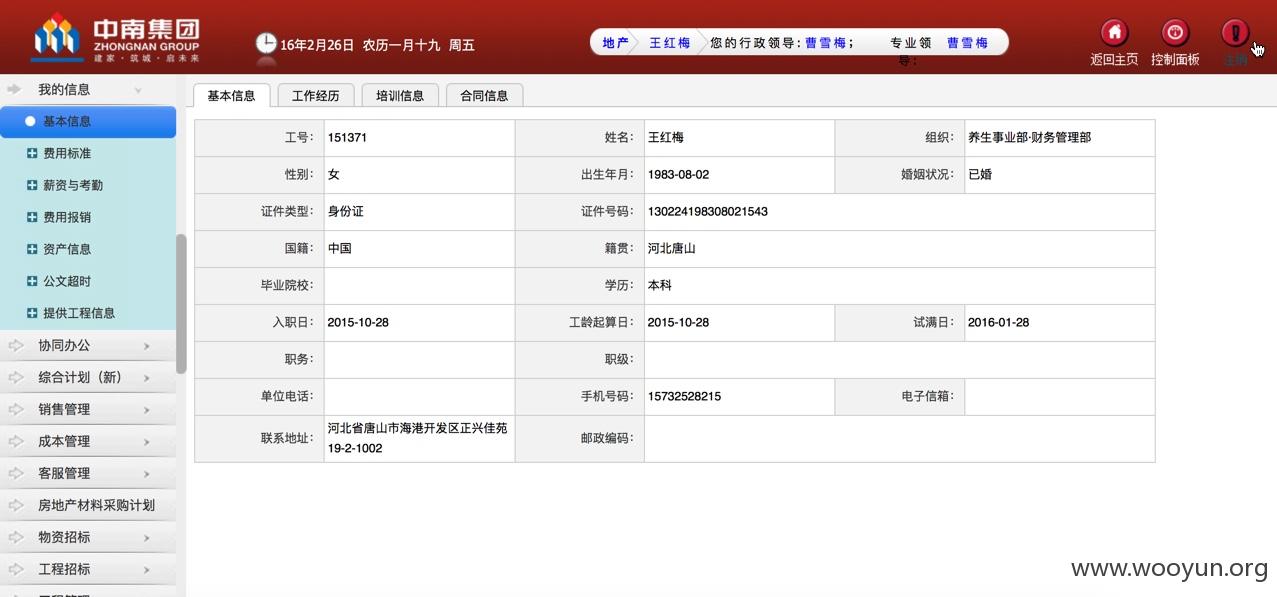 中南集团
ZHONGNAN GROUP
建家·筑城·启未来
16年2月26日 农历一月十九 周五
地产 王红梅 您的行政领导:曹雪梅; 专业领导: 曹雪梅
返回主页 控制面板 注销
我的信息
基本信息
费用标准
薪资与考勤
费用报销
资产信息
公文超时
提供工程信息
协同办公
综合计划（新）
销售管理
成本管理
客服管理
房地产材料采购计划
物资招标
工程招标
基本信息 工作经历 培训信息 合同信息
工号: 151371 姓名: 王红梅 组织: 养生事业部·财务管理部
性别: 女 出生年月: 1983-08-02 婚姻状况: 已婚
证件类型: 身份证 证件号码: 130224198308021543
国籍: 中国 籍贯: 河北唐山
毕业院校: 学历: 本科
入职日: 2015-10-28 工龄起算日: 2015-10-28 试满日: 2016-01-28
职务: 职级:
单位电话: 手机号码: 15732528215 电子信箱:
联系地址: 河北省唐山市海港开发区正兴佳苑
19-2-1002 邮政编码:
www.wooyun.org